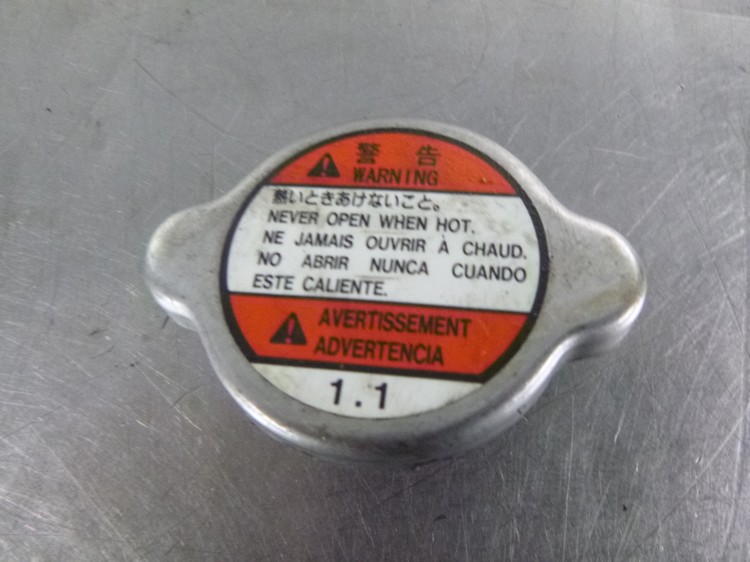 警告
WARNING
熱いときあけないこと。
NEVER OPEN WHEN HOT.
NE JAMAIS OUVRIR À CHAUD.
NO ABRIR NUNCA CUANDO
ESTE CALIENTE.
AVERTISSEMENT
ADVERTENCIA
1.1